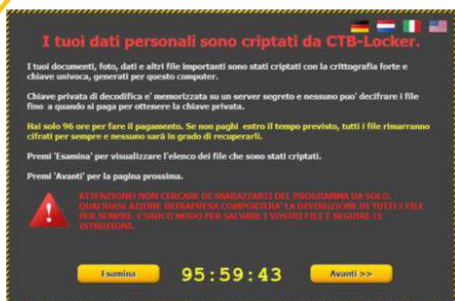 I tuoi dati personali sono criptati da CTB-Locker.
I tuoi documenti, foto, dati e altri file importanti sono stati criptati con la crittografia forte e
chiave univoca, generati per questo computer.
Chiave privata di decodifica e' memorizzata su un server segreto e nessuno puo' decifrare i file
fino a quando si paga per ottenere la chiave privata.
Hai solo 96 ore per fare il pagamento. Se non paghi entro il tempo previsto, tutti i file rimarranno
cifrati per sempre e nessuno sarà in grado di recuperarli.
Premi 'Esamina' per visualizzare l'elenco dei file che sono stati criptati.
Premi 'Avanti' per la pagina prossima.
ATTENZIONE! NON CERCARE DI SBARAZZARTI DEL PROGRAMMA DA SOLO.
QUALSIASI AZIONE INTRAPRESA COMPORTERA' LA DISTRUZIONE DI TUTTI I FILE
PER SEMPRE. L'UNICO MODO PER SALVARE I VOSTRI FILE È SEGUIRE LE
ISTRUZIONI.
Esamina
95:59:43
Avanti >>